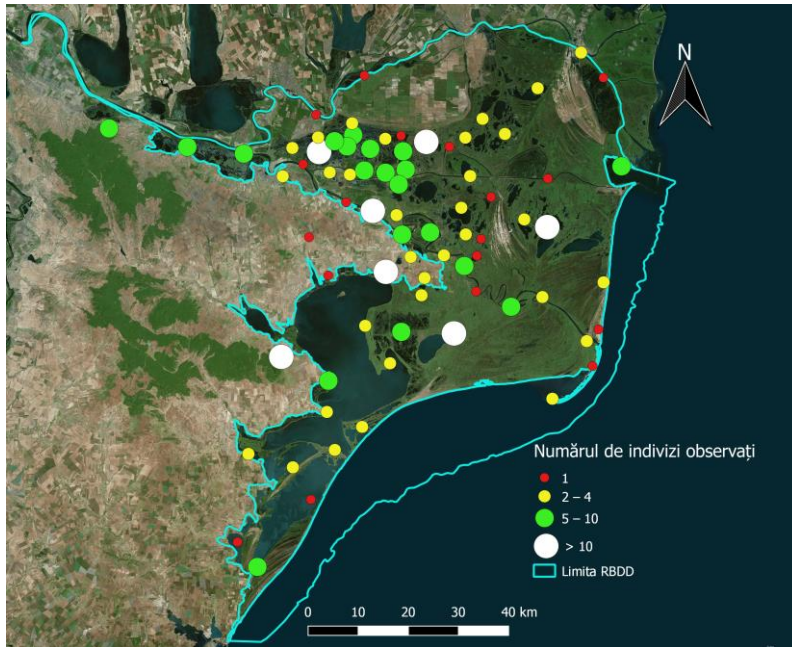 N
Numărul de indivizi observați
1
2 – 4
5 – 10
> 10
Limita RBDD
0 10 20 30 40 km